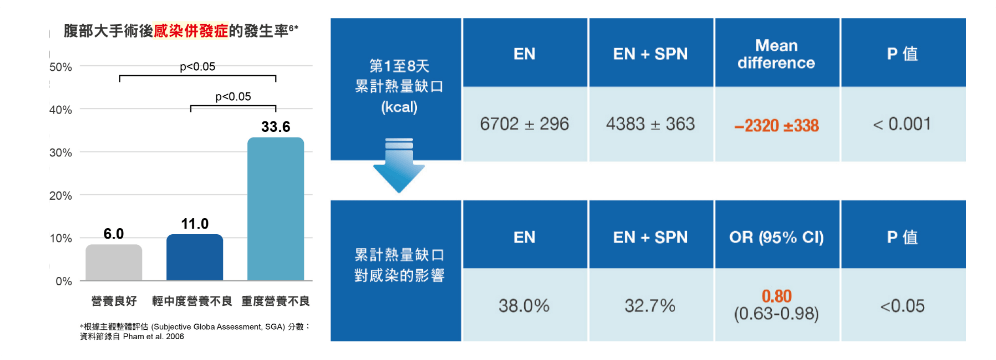 腹部大手術後感染併發症的發生率⁶*
50%
40%
30%
20%
10%
0%
p<0.05
p<0.05
6.0
11.0
33.6
營養良好 輕中度營養不良 重度營養不良
*根據主觀整體評估 (Subjective Globa Assessment, SGA) 分數；
資料節錄自 Pham et al. 2006
第1至8天
累計熱量缺口
(kcal)
EN EN + SPN Mean difference P 值
6702 ± 296 4383 ± 363 −2320 ±338 < 0.001
累計熱量缺口
對感染的影響
EN EN + SPN OR (95% CI) P 值
38.0% 32.7% 0.80 (0.63-0.98) <0.05